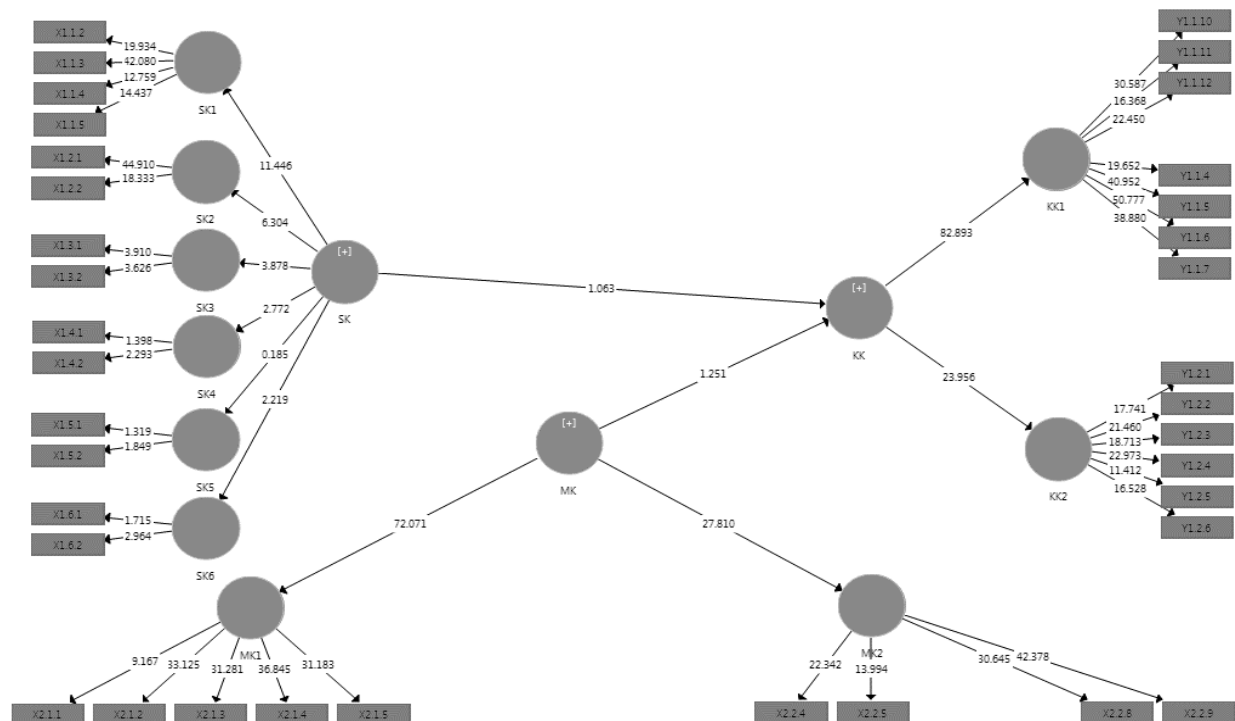 X1.1.2
X1.1.3
X1.1.4
X1.1.5
19.934
42.080
12.759
14.437
SK1
X1.2.1
X1.2.2
44.910
18.333
SK2
X1.3.1
X1.3.2
3.910
3.626
SK3
X1.4.1
X1.4.2
1.398
2.293
SK4
X1.5.1
X1.5.2
1.319
1.849
SK5
X1.6.1
X1.6.2
1.715
2.964
SK6
11.446
6.304
3.878
2.772
0.185
2.219
[+]
SK
1.063
1.251
[+]
KK
82.893
23.956
KK1
30.587
16.368
22.450
19.652
40.952
50.777
38.880
Y1.1.10
Y1.1.11
Y1.1.12
Y1.1.4
Y1.1.5
Y1.1.6
Y1.1.7
KK2
17.741
21.460
18.713
22.973
11.412
16.528
Y1.2.1
Y1.2.2
Y1.2.3
Y1.2.4
Y1.2.5
Y1.2.6
[+]
MK
72.071
27.810
MK1
9.167
33.125
31.281
36.845
31.183
X2.1.1
X2.1.2
X2.1.3
X2.1.4
X2.1.5
MK2
22.342
13.994
30.645
42.378
X2.2.4
X2.2.5
X2.2.8
X2.2.9